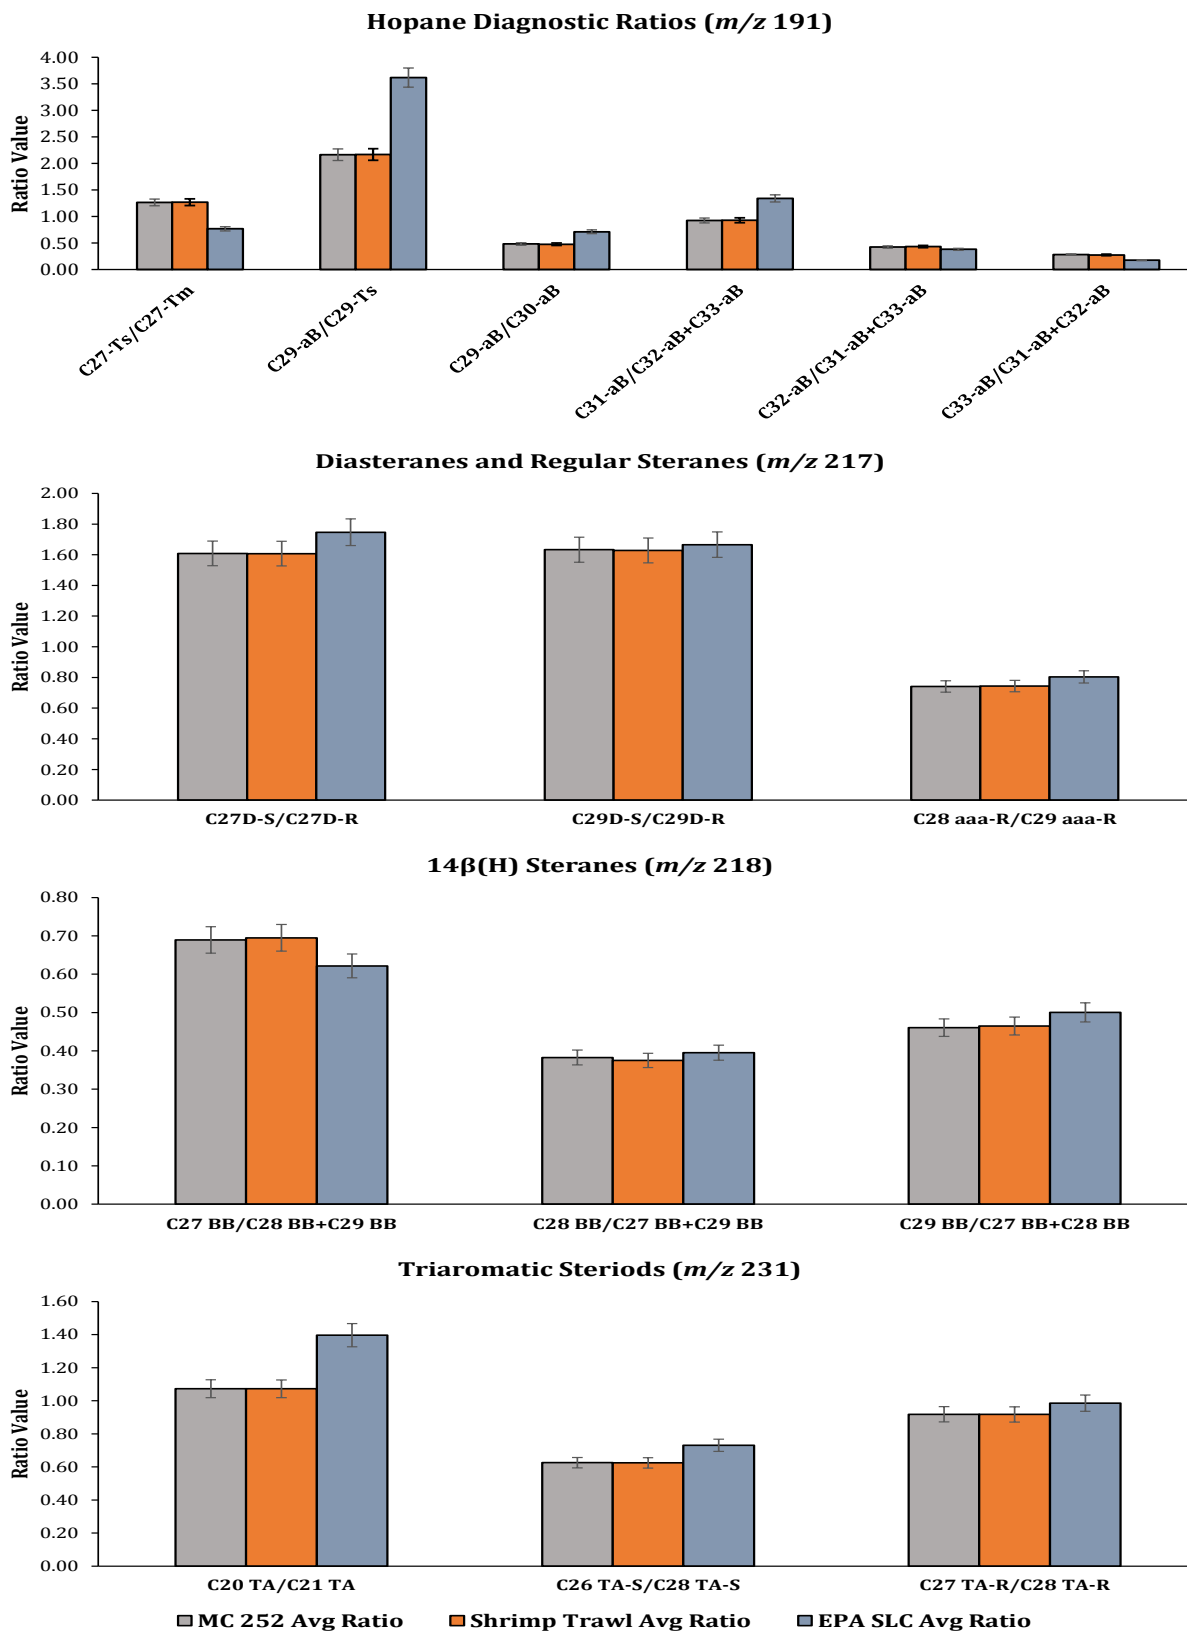 Hopane Diagnostic Ratios (m/z 191)
Ratio Value
4.00
3.50
3.00
2.50
2.00
1.50
1.00
0.50
0.00
C27-Ts/C27-Tm
C29-aB/C29-Ts
C29-aB/C30-aB
C31-aB/C32-aB+C33-aB
C32-aB/C31-aB+C33-aB
C33-aB/C31-aB+C32-aB
Diasteranes and Regular Steranes (m/z 217)
Ratio Value
2.00
1.80
1.60
1.40
1.20
1.00
0.80
0.60
0.40
0.20
0.00
C27D-S/C27D-R
C29D-S/C29D-R
C28 aaa-R/C29 aaa-R
14β(H) Steranes (m/z 218)
Ratio Value
0.80
0.70
0.60
0.50
0.40
0.30
0.20
0.10
0.00
C27 BB/C28 BB+C29 BB
C28 BB/C27 BB+C29 BB
C29 BB/C27 BB+C28 BB
Triaromatic Steriods (m/z 231)
Ratio Value
1.60
1.40
1.20
1.00
0.80
0.60
0.40
0.20
0.00
C20 TA/C21 TA
C26 TA-S/C28 TA-S
C27 TA-R/C28 TA-R
MC 252 Avg Ratio
Shrimp Trawl Avg Ratio
EPA SLC Avg Ratio